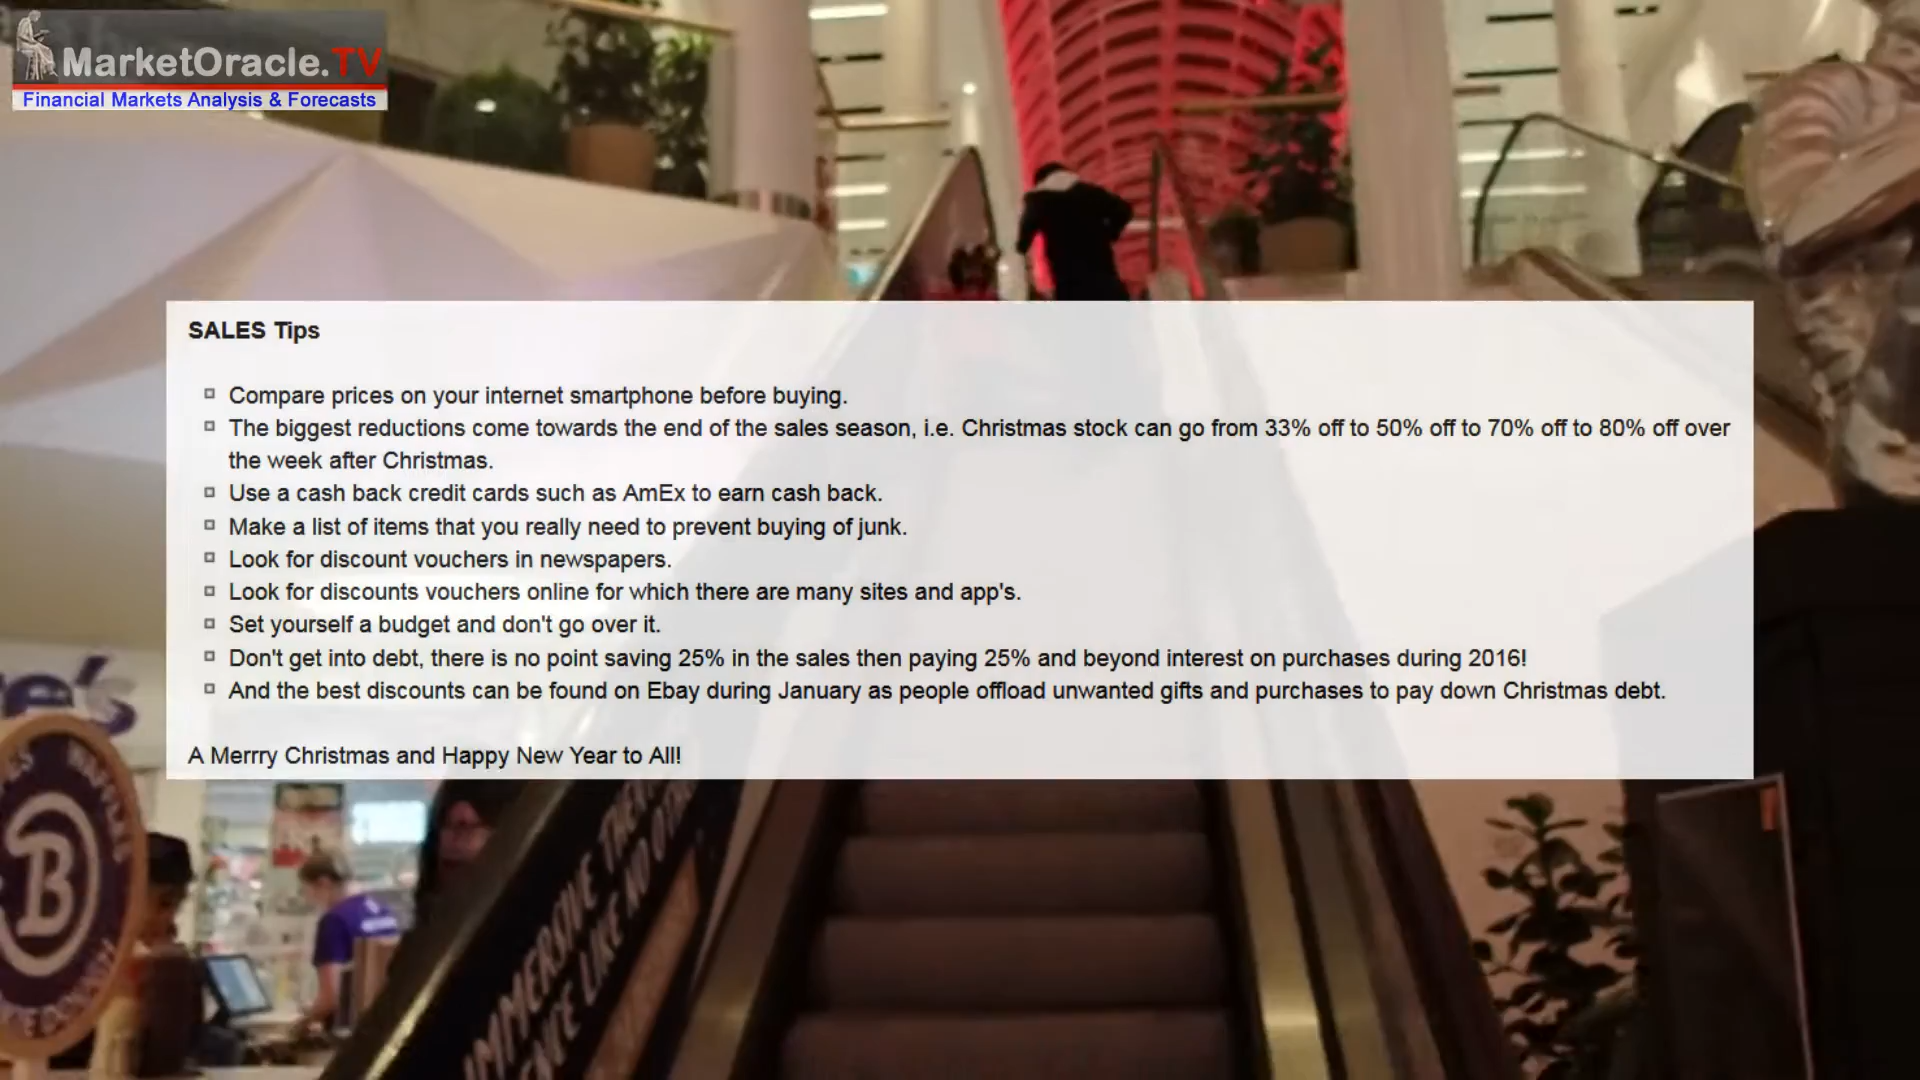 MarketOracle.TV
Financial Markets Analysis & Forecasts
SALES Tips
Compare prices on your internet smartphone before buying.
The biggest reductions come towards the end of the sales season, i.e. Christmas stock can go from 33% off to 50% off to 70% off to 80% off over
the week after Christmas.
Use a cash back credit cards such as AmEx to earn cash back.
Make a list of items that you really need to prevent buying of junk.
Look for discount vouchers in newspapers.
Look for discounts vouchers online for which there are many sites and app's.
Set yourself a budget and don't go over it.
Don't get into debt, there is no point saving 25% in the sales then paying 25% and beyond interest on purchases during 2016!
And the best discounts can be found on Ebay during January as people offload unwanted gifts and purchases to pay down Christmas debt.
A Merrry Christmas and Happy New Year to All!
B
IMMERSIVE
LIKE NO